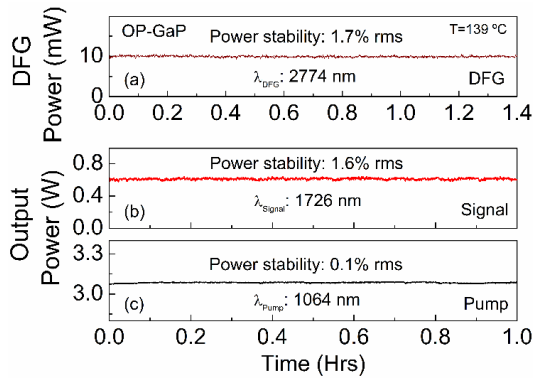 OP-GaP
Power stability: 1.7% rms
T=139 ºC
DFG
Power (mW)
20
10
0
(a)
λDFG: 2774 nm
DFG
0.0 0.2 0.4 0.6 0.8 1.0 1.2 1.4
Output
Power (W)
Power stability: 1.6% rms
0.8
0.4
0.0
(b)
λSignal: 1726 nm
Signal
Power stability: 0.1% rms
3.3
3.0
(c)
λPump: 1064 nm
Pump
0.0 0.2 0.4 0.6 0.8 1.0
Time (Hrs)